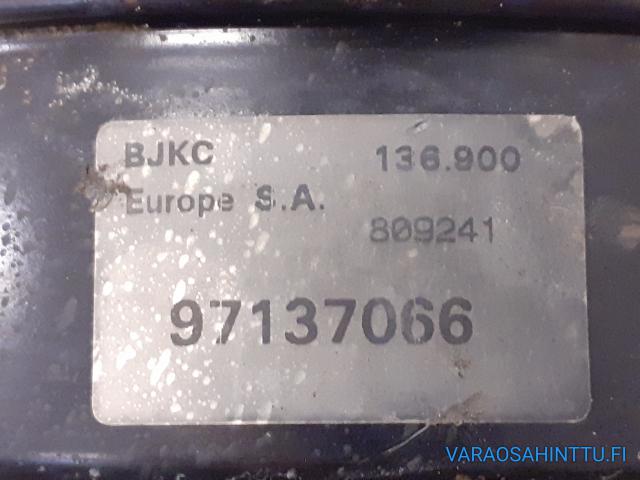 BJKC 136.900
Europe S.A.
809241
97137066
VARAOSAHINTTU.FI